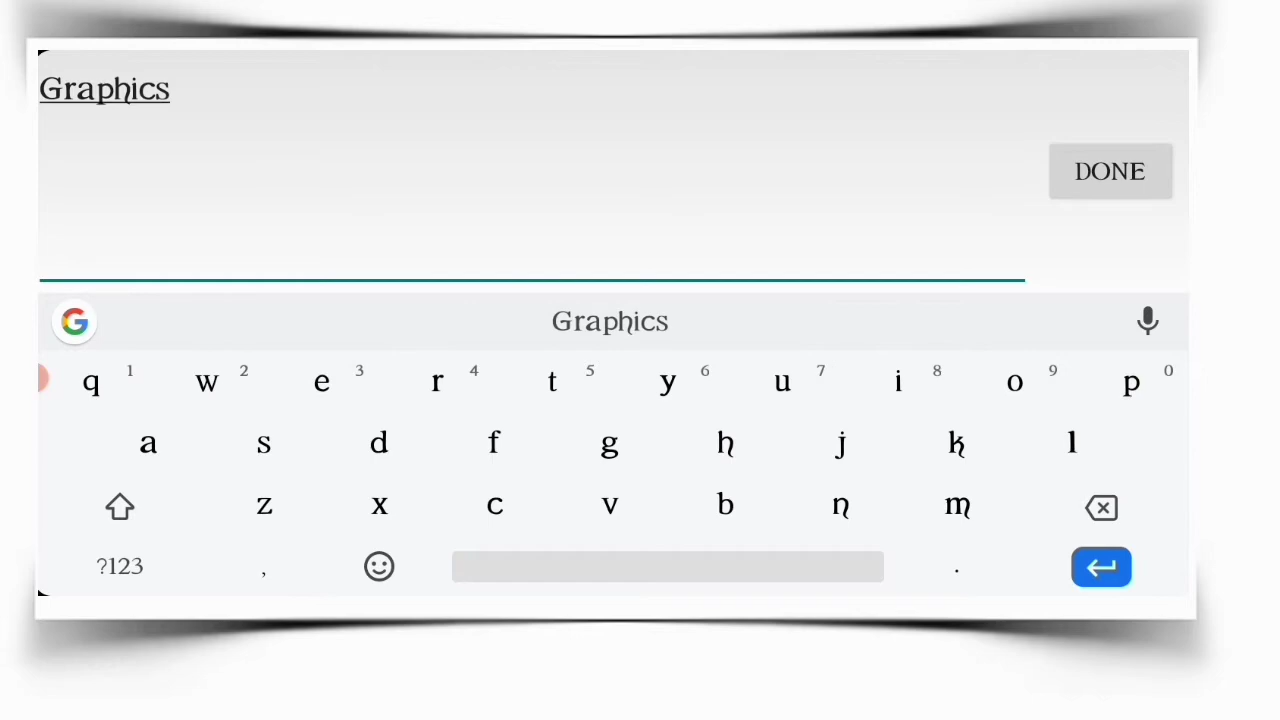 Graphics
DONE
Graphics
q 1 w 2 e 3 r 4 t 5 y 6 u 7 i 8 o 9 p 0
a s d f g h j k l
z x c v b n m
?123 , .